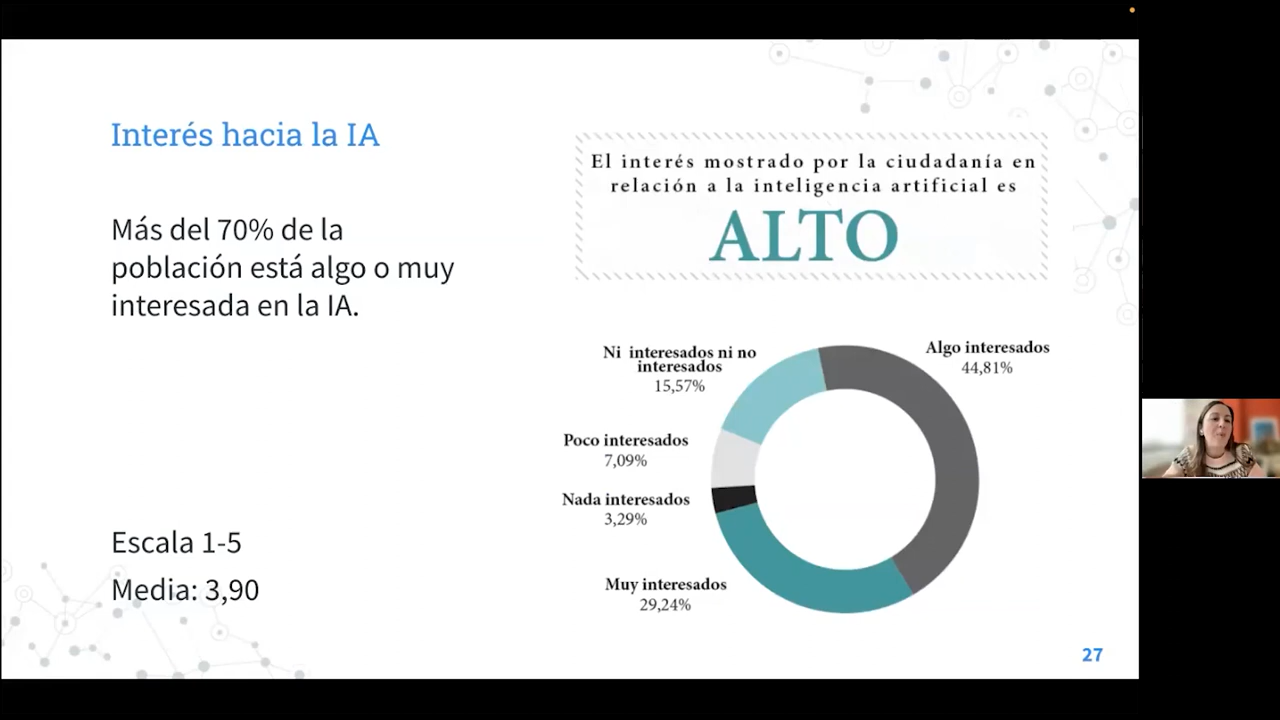 Interés hacia la IA
Más del 70% de la
población está algo o muy
interesada en la IA.
Escala 1-5
Media: 3,90
El interés mostrado por la ciudadanía en
relación a la inteligencia artificial es
ALTO
Ni interesados ni no
interesados
15,57%
Algo interesados
44,81%
Poco interesados
7,09%
Nada interesados
3,29%
Muy interesados
29,24%
27